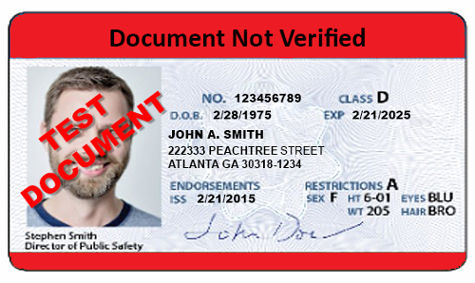 Document Not Verified
TEST
DOCUMENT
NO. 123456789 CLASS D
D.O.B. 2/28/1975 EXP 2/21/2025
JOHN A. SMITH
222333 PEACHTREE STREET
ATLANTA GA 30318-1234
ENDORSEMENTS RESTRICTIONS A
ISS 2/21/2015 SEX F HT 6-01 EYES BLU
WT 205 HAIR BRO
John Doe
Stephen Smith
Director of Public Safety